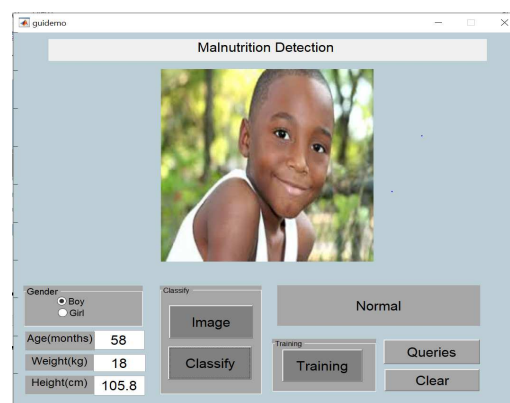 guidemo
Malnutrition Detection
Gender
Boy
Girl
Age(months) 58
Weight(kg) 18
Height(cm) 105.8
Classify
Image
Classify
Normal
Training
Training
Queries
Clear